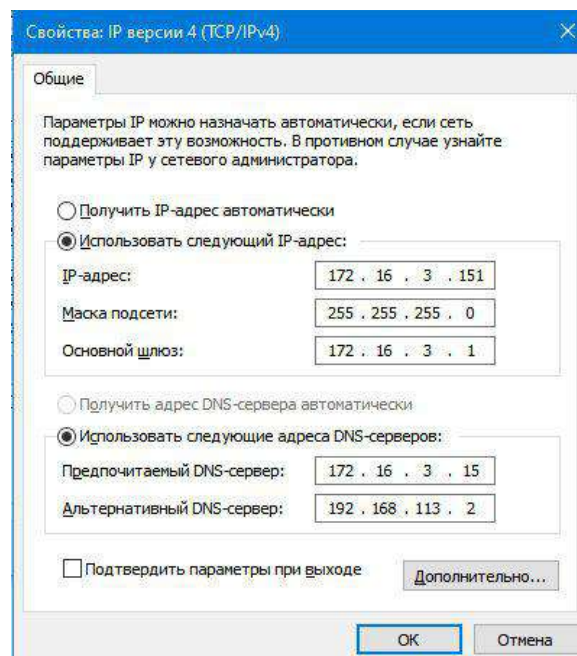 Свойства: IP версии 4 (TCP/IPv4)
Общие
Параметры IP можно назначать автоматически, если сеть
поддерживает эту возможность. В противном случае узнайте
параметры IP у сетевого администратора.
Получить IP-адрес автоматически
Использовать следующий IP-адрес:
IP-адрес: 172 . 16 . 3 . 151
Маска подсети: 255 . 255 . 255 . 0
Основной шлюз: 172 . 16 . 3 . 1
Получить адрес DNS-сервера автоматически
Использовать следующие адреса DNS-серверов:
Предпочитаемый DNS-сервер: 172 . 16 . 3 . 15
Альтернативный DNS-сервер: 192 . 168 . 113 . 2
Подтвердить параметры при выходе
Дополнительно...
ОК Отмена